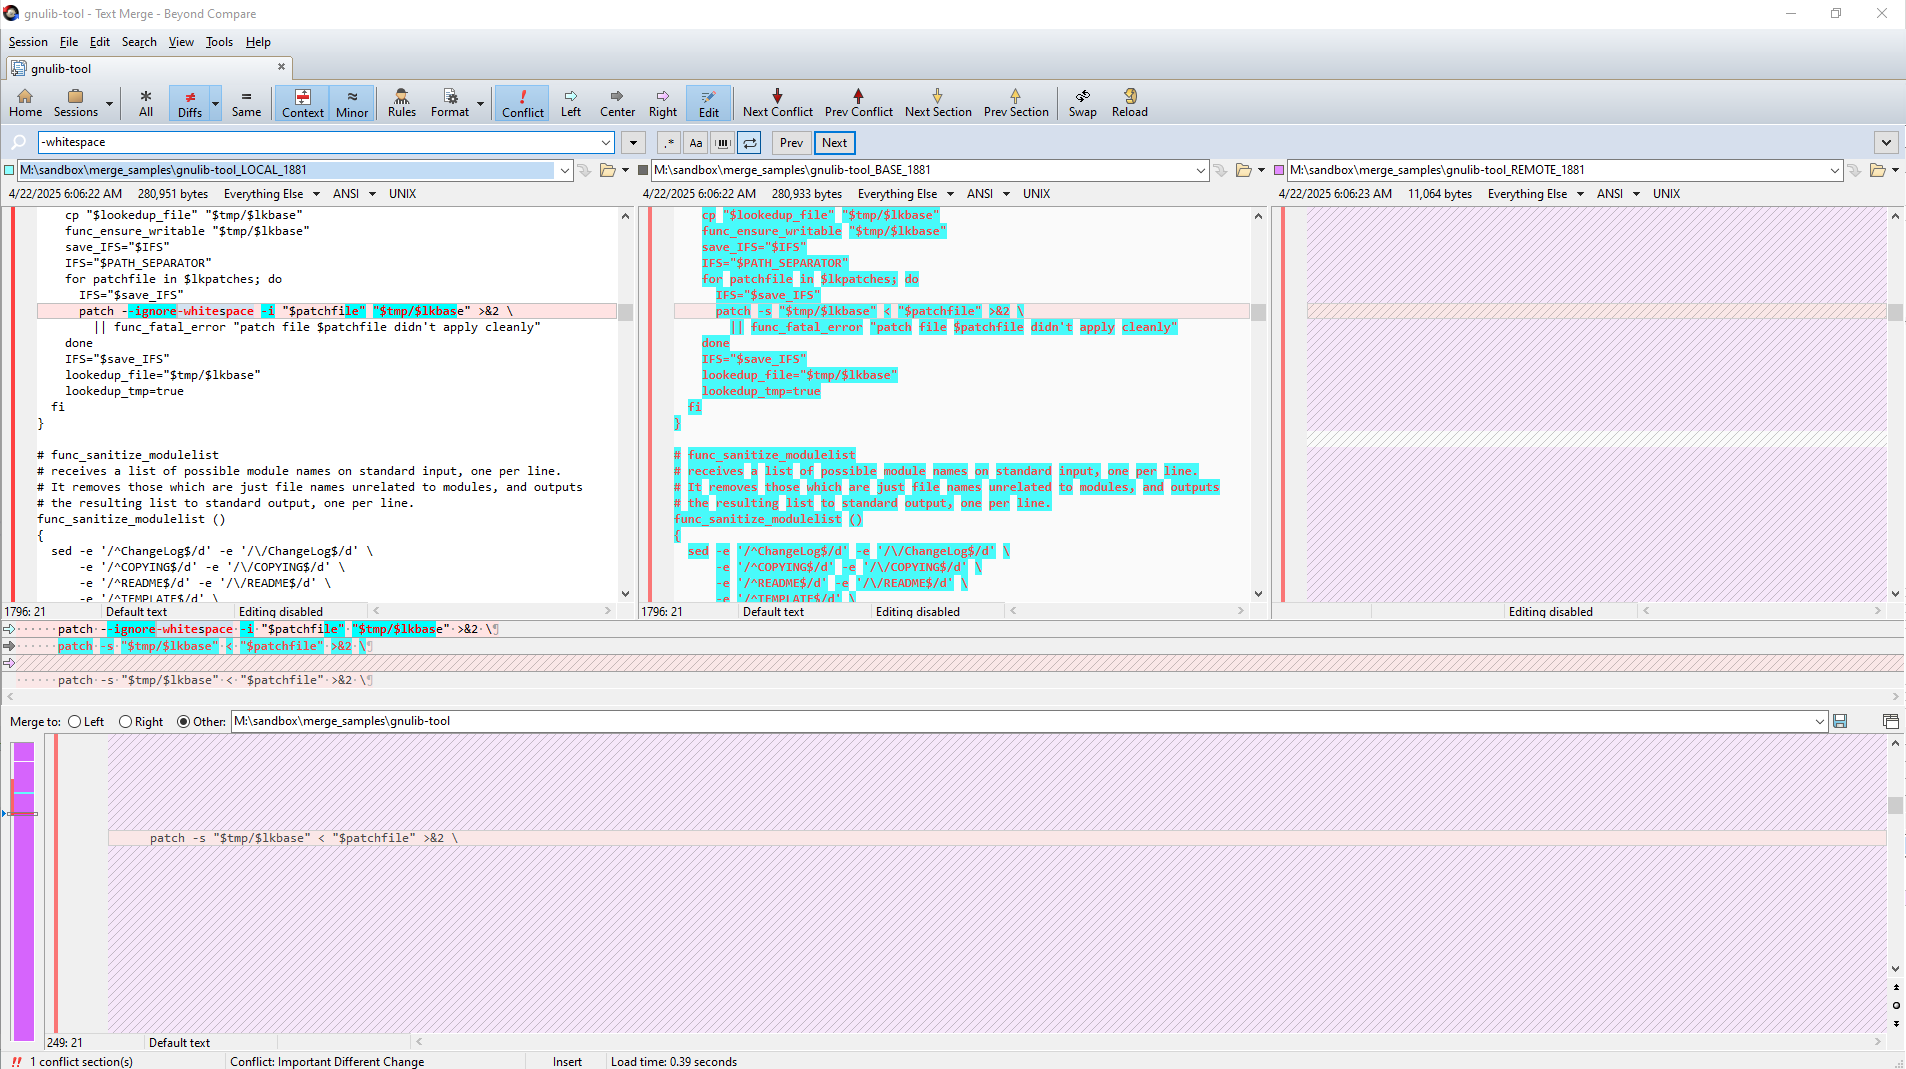 gnulib-tool - Text Merge - Beyond Compare
Session File Edit Search View Tools Help
gnulib-tool
Home Sessions All Diffs Same Context Minor Rules Format Conflict Left Center Right Edit Next Conflict Prev Conflict Next Section Prev Section Swap Reload
-whitespace .* Aa Prev Next
M:\sandbox\merge_samples\gnulib-tool_LOCAL_1881
4/22/2025 6:06:22 AM 280,951 bytes Everything Else ANSI UNIX
cp "$lookedup_file" "$tmp/$lkbase"
func_ensure_writable "$tmp/$lkbase"
save_IFS="$IFS"
IFS="$PATH_SEPARATOR"
for patchfile in $lkpatches; do
IFS="$save_IFS"
patch --ignore-whitespace -i "$patchfile" "$tmp/$lkbase" >&2 \
|| func_fatal_error "patch file $patchfile didn't apply cleanly"
done
IFS="$save_IFS"
lookedup_file="$tmp/$lkbase"
lookedup_tmp=true
fi
}
# func_sanitize_modulelist
# receives a list of possible module names on standard input, one per line.
# It removes those which are just file names unrelated to modules, and outputs
# the resulting list to standard output, one per line.
func_sanitize_modulelist ()
{
sed -e '/^ChangeLog$/d' -e '/\/ChangeLog$/d' \
-e '/^COPYING$/d' -e '/\/COPYING$/d' \
-e '/^README$/d' -e '/\/README$/d' \
-e '/^TEMPLATE$/d' \
1796: 21 Default text Editing disabled
M:\sandbox\merge_samples\gnulib-tool_BASE_1881
4/22/2025 6:06:22 AM 280,933 bytes Everything Else ANSI UNIX
cp "$lookedup_file" "$tmp/$lkbase"
func_ensure_writable "$tmp/$lkbase"
save_IFS="$IFS"
IFS="$PATH_SEPARATOR"
for patchfile in $lkpatches; do
IFS="$save_IFS"
patch -s "$tmp/$lkbase" < "$patchfile" >&2 \
|| func_fatal_error "patch file $patchfile didn't apply cleanly"
done
IFS="$save_IFS"
lookedup_file="$tmp/$lkbase"
lookedup_tmp=true
fi
}
# func_sanitize_modulelist
# receives a list of possible module names on standard input, one per line.
# It removes those which are just file names unrelated to modules, and outputs
# the resulting list to standard output, one per line.
func_sanitize_modulelist ()
{
sed -e '/^ChangeLog$/d' -e '/\/ChangeLog$/d' \
-e '/^COPYING$/d' -e '/\/COPYING$/d' \
-e '/^README$/d' -e '/\/README$/d' \
-e '/^TEMPLATE$/d' \
1796: 21 Default text Editing disabled
M:\sandbox\merge_samples\gnulib-tool_REMOTE_1881
4/22/2025 6:06:23 AM 11,064 bytes Everything Else ANSI UNIX
Editing disabled
······patch·--ignore-whitespace·-i·"$patchfile"·"$tmp/$lkbase"·>&2·\¶
······patch·-s·"$tmp/$lkbase"·<·"$patchfile"·>&2·\¶
······patch·-s·"$tmp/$lkbase"·<·"$patchfile"·>&2·\¶
Merge to: Left Right Other: M:\sandbox\merge_samples\gnulib-tool
patch -s "$tmp/$lkbase" < "$patchfile" >&2 \
249: 21 Default text
!! 1 conflict section(s) Conflict: Important Different Change Insert Load time: 0.39 seconds